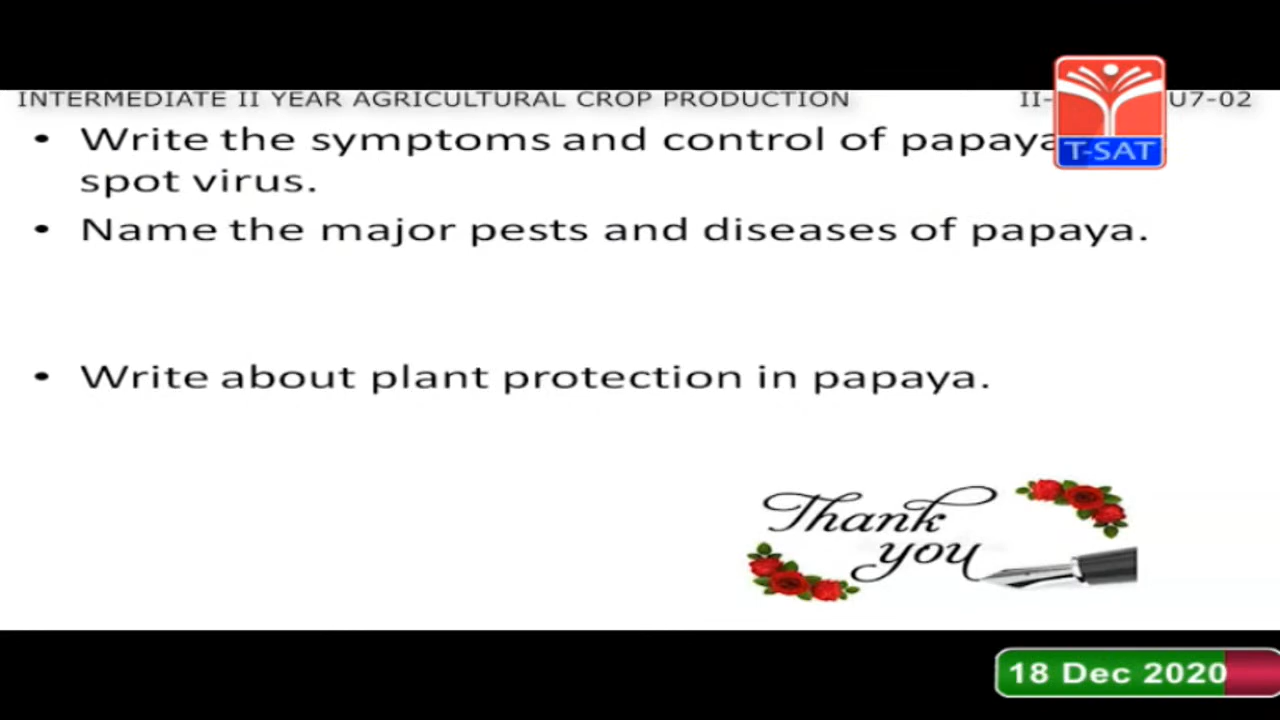 INTERMEDIATE II YEAR AGRICULTURAL CROP PRODUCTION II- U7-02
• Write the symptoms and control of papaya
spot virus.
• Name the major pests and diseases of papaya.
• Write about plant protection in papaya.
Thank
you
T-SAT
18 Dec 2020